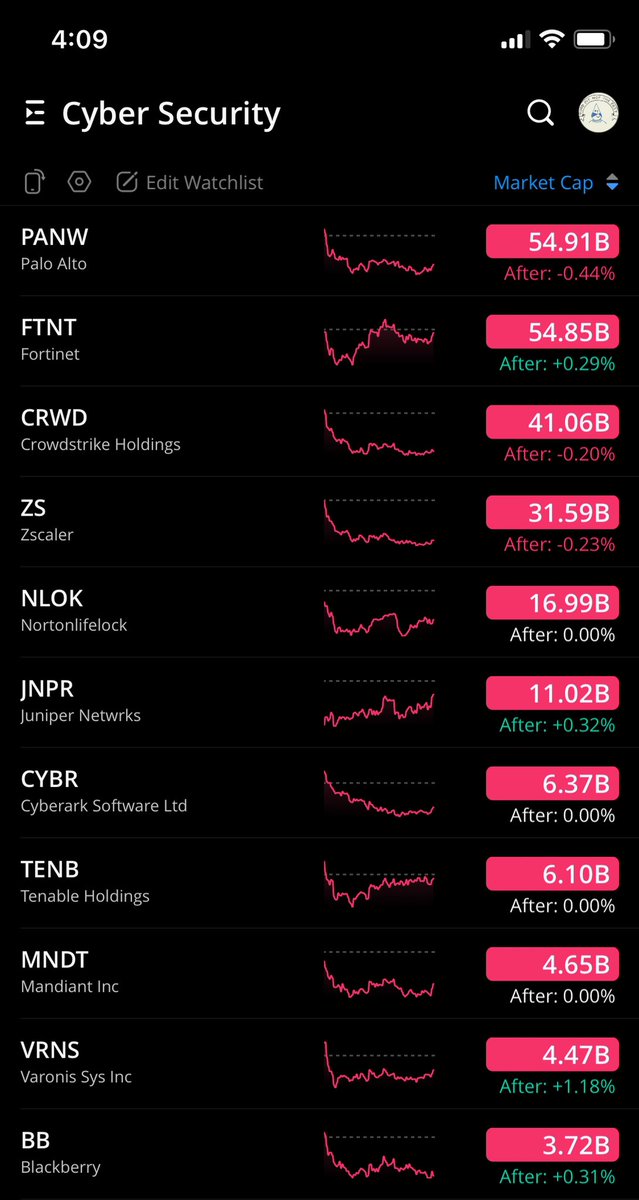 4:09
Cyber Security
Edit Watchlist
Market Cap
PANW
54.91B
Palo Alto
After: -0.44%
FTNT
54.85B
Fortinet
After: +0.29%
CRWD
41.06B
Crowdstrike Holdings
After: -0.20%
ZS
31.59B
Zscaler
After: -0.23%
NLOK
16.99B
Nortonlifelock
After: 0.00%
JNPR
11.02B
Juniper Netwrks
After: +0.32%
CYBR
6.37B
Cyberark Software Ltd
After: 0.00%
TENB
6.10B
Tenable Holdings
After: 0.00%
MNDT
4.65B
Mandiant Inc
After: 0.00%
VRNS
4.47B
Varonis Sys Inc
After: +1.18%
BB
3.72B
Blackberry
After: +0.31%